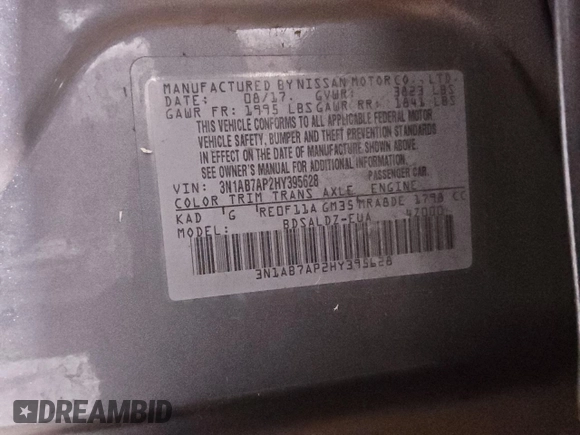 MANUFACTURED BY NISSAN MOTOR CO., LTD.
DATE: 08/17. GVWR: 3823 LBS
GAWR FR: 1995 LBS GAWR RR: 1841 LBS
THIS VEHICLE CONFORMS TO ALL APPLICABLE FEDERAL MOTOR
VEHICLE SAFETY, BUMPER AND THEFT PREVENTION STANDARDS
IN EFFECT ON THE DATE OF MANUFACTURE SHOWN ABOVE.
SEE OWNER'S MANUAL FOR ADDITIONAL INFORMATION.
VIN: 3N1AB7AP2HY395628 PASSENGER CAR
COLOR TRIM TRANS AXLE ENGINE
KAD G RE0F11A GM35 MRA8DE 1798 CC
MODEL: BDSALDZ-EUA 4Z000
3N1AB7AP2HY395628
DREAMBID